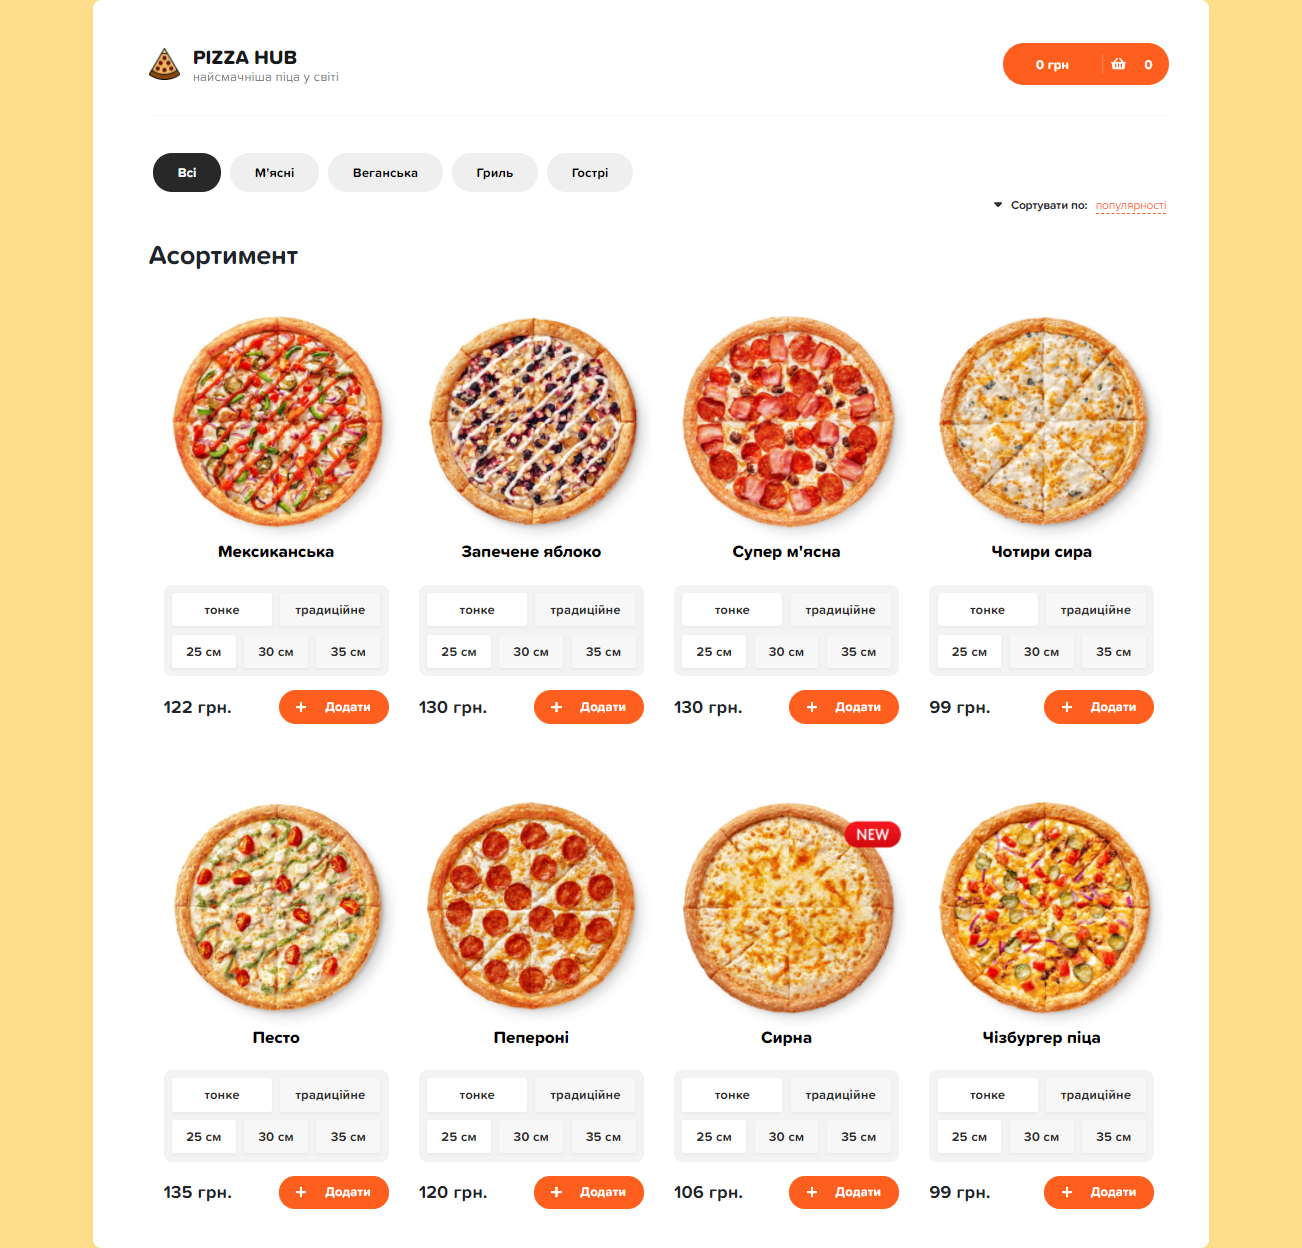 PIZZA HUB
найсмачніша піца у світі
0 грн 0
Всі М'ясні Веганська Гриль Гострі
Сортувати по: популярності
Асортимент
Мексиканська Запечене яблоко Супер м'ясна Чотири сира
тонке традиційне тонке традиційне тонке традиційне тонке традиційне
25 см 30 см 35 см 25 см 30 см 35 см 25 см 30 см 35 см 25 см 30 см 35 см
122 грн. + Додати 130 грн. + Додати 130 грн. + Додати 99 грн. + Додати
NEW
Песто Пепероні Сирна Чізбургер піца
тонке традиційне тонке традиційне тонке традиційне тонке традиційне
25 см 30 см 35 см 25 см 30 см 35 см 25 см 30 см 35 см 25 см 30 см 35 см
135 грн. + Додати 120 грн. + Додати 106 грн. + Додати 99 грн. + Додати